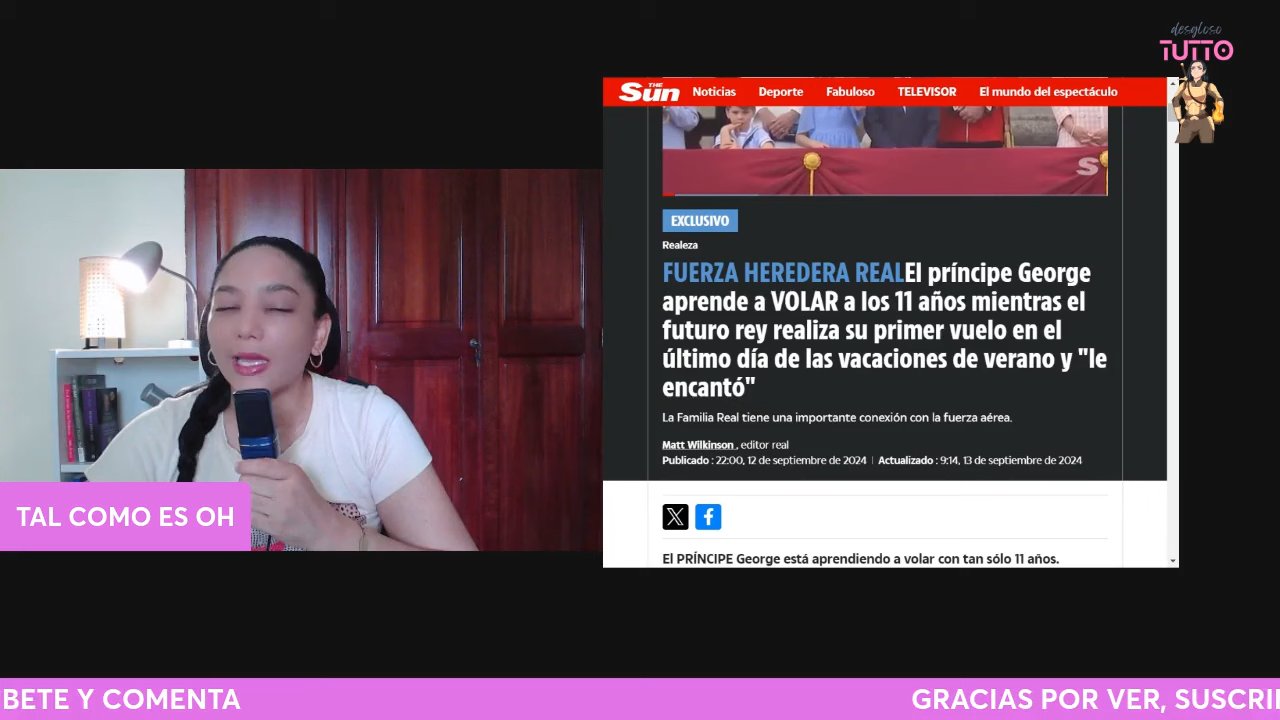 desgloso
TUTTO
THE
Sun
Noticias
Deporte
Fabuloso
TELEVISOR
El mundo del espectáculo
S
EXCLUSIVO
Realeza
FUERZA HEREDERA REALEl príncipe George
aprende a VOLAR a los 11 años mientras el
futuro rey realiza su primer vuelo en el
último día de las vacaciones de verano y "le
encantó"
La Familia Real tiene una importante conexión con la fuerza aérea.
Matt Wilkinson , editor real
Publicado : 22:00, 12 de septiembre de 2024 | Actualizado : 9:14, 13 de septiembre de 2024
El PRÍNCIPE George está aprendiendo a volar con tan sólo 11 años.
TAL COMO ES OH
BETE Y COMENTA
GRACIAS POR VER, SUSCRI